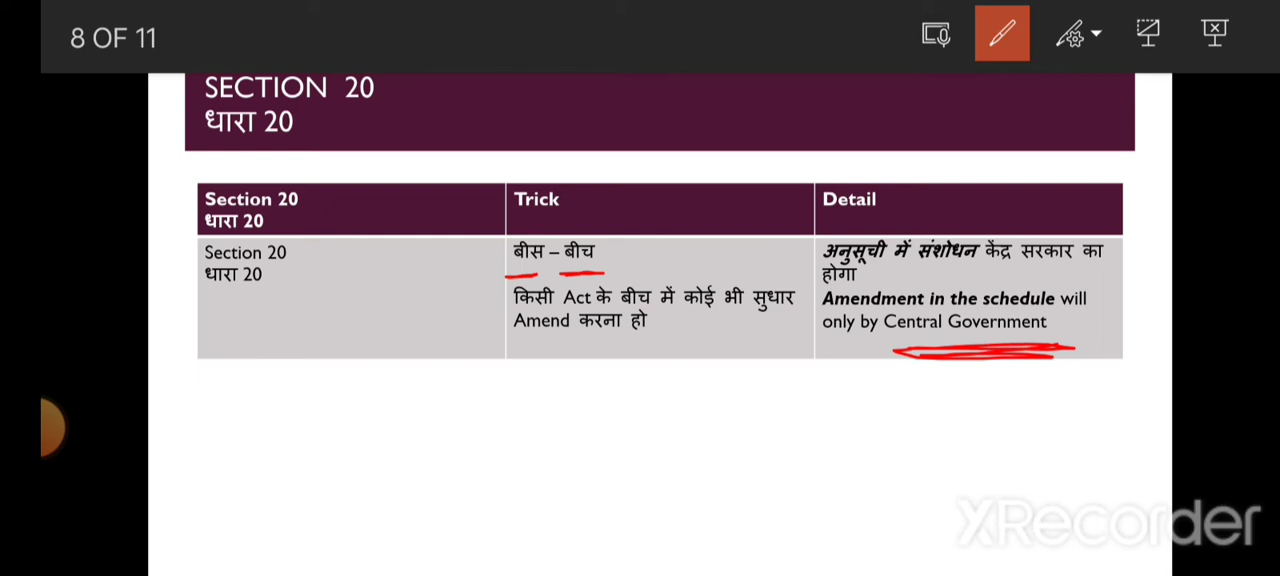 8 OF 11
SECTION 20
धारा 20
Section 20
धारा 20
Trick
Detail
Section 20
धारा 20
बीस – बीच
किसी Act के बीच में कोई भी सुधार
Amend करना हो
अनुसूची में संशोधन केंद्र सरकार का
होगा
Amendment in the schedule will
only by Central Government
XRecorder